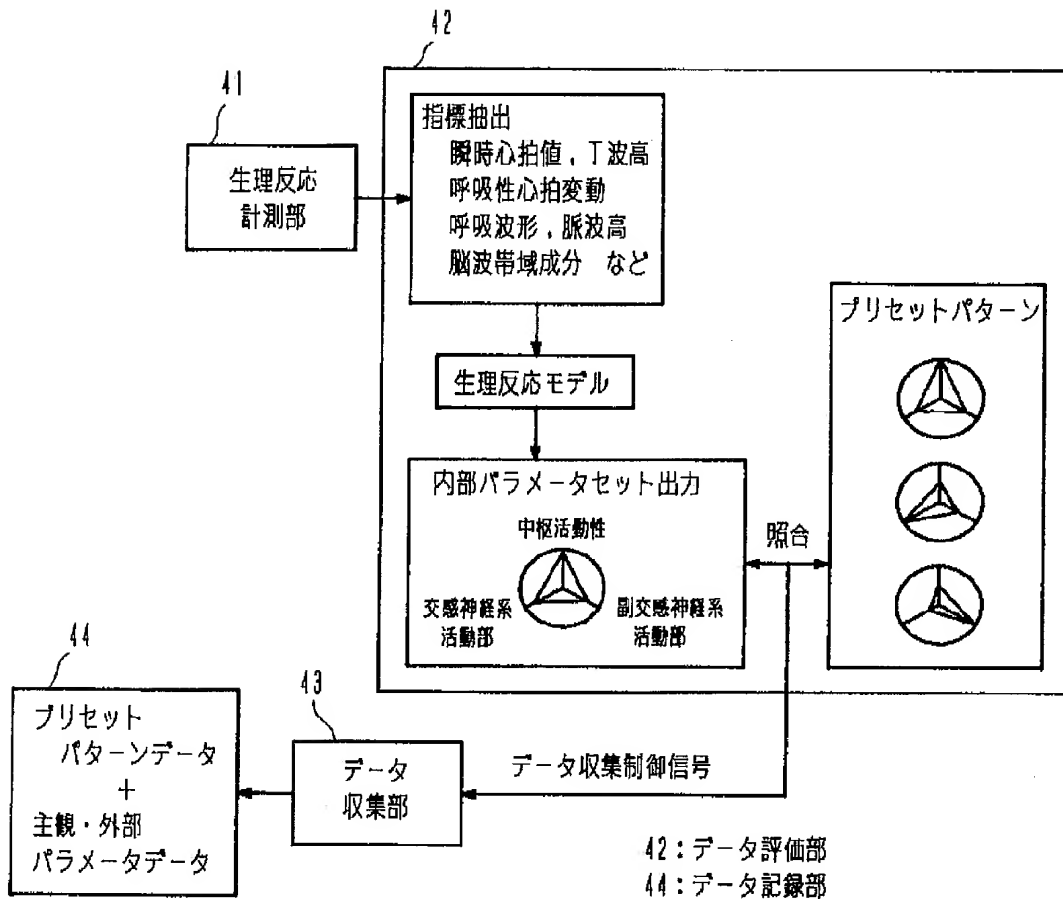 42
41
生理反応
計測部
指標抽出
瞬時心拍値，T波高
呼吸性心拍変動
呼吸波形，脈波高
脳波帯域成分 など
生理反応モデル
内部パラメータセット出力
中枢活動性
交感神経系
活動部
副交感神経系
活動部
照合
プリセットパターン
44
プリセット
パターンデータ
+
主観・外部
パラメータデータ
43
データ
収集部
データ収集制御信号
42：データ評価部
44：データ記録部